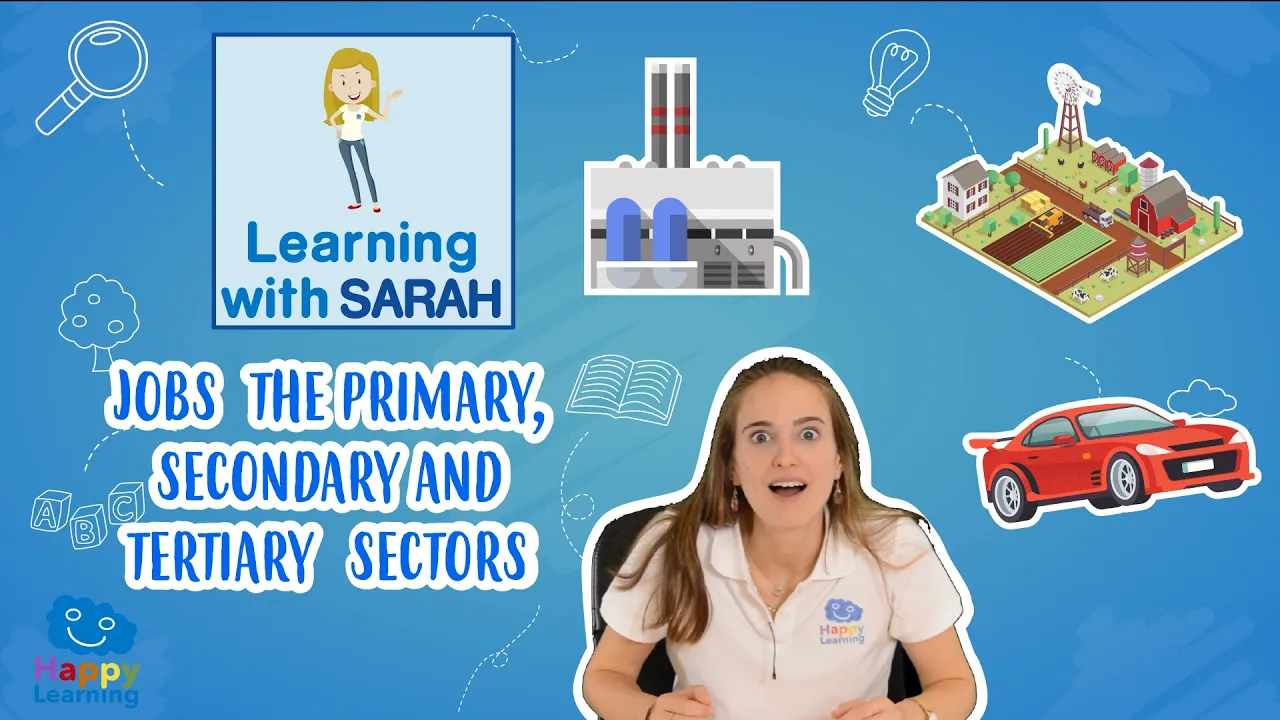 Learning
with SARAH
JOBS THE PRIMARY,
SECONDARY AND
TERTIARY SECTORS
A B C
Happy
Learning
Happy
Learning